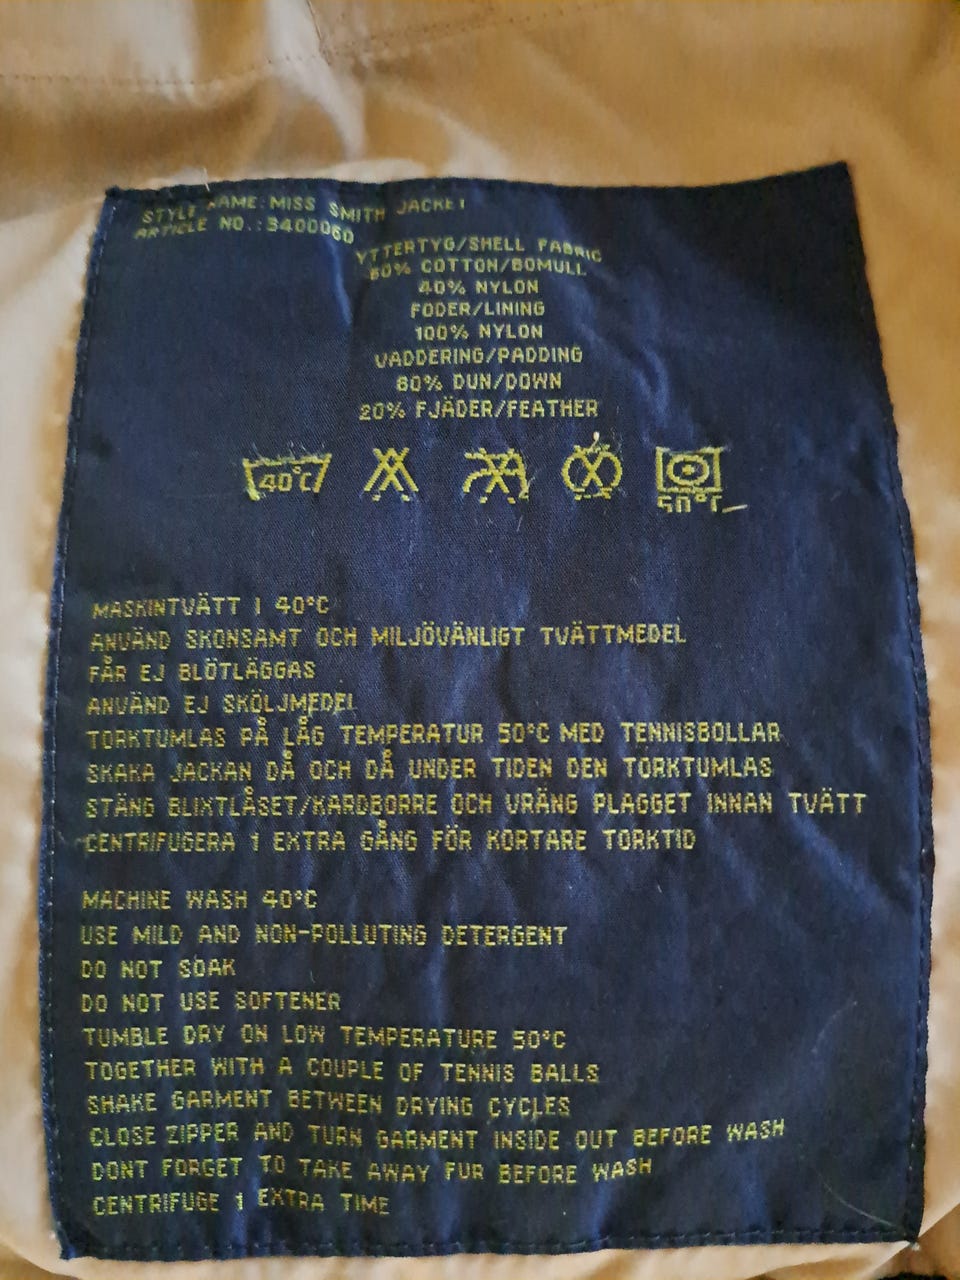 STYLE NAME: MISS SMITH JACKET
ARTICLE NO.: 3400060
YTTERTYG/SHELL FABRIC
60% COTTON/BOMULL
40% NYLON
FODER/LINING
100% NYLON
VADDERING/PADDING
80% DUN/DOWN
20% FJÄDER/FEATHER
40°C
50°C
MASKINTVÄTT I 40°C
ANVÄND SKONSAMT OCH MILJÖVÄNLIGT TVÄTTMEDEL
FÅR EJ BLÖTLÄGGAS
ANVÄND EJ SKÖLJMEDEL
TORKTUMLAS PÅ LÅG TEMPERATUR 50°C MED TENNISBOLLAR
SKAKA JACKAN DÅ OCH DÅ UNDER TIDEN DEN TORKTUMLAS
STÄNG BLIXTLÅSET/KARDBORRE OCH VRÄNG PLAGGET INNAN TVÄTT
CENTRIFUGERA 1 EXTRA GÅNG FÖR KORTARE TORKTID
MACHINE WASH 40°C
USE MILD AND NON-POLLUTING DETERGENT
DO NOT SOAK
DO NOT USE SOFTENER
TUMBLE DRY ON LOW TEMPERATURE 50°C
TOGETHER WITH A COUPLE OF TENNIS BALLS
SHAKE GARMENT BETWEEN DRYING CYCLES
CLOSE ZIPPER AND TURN GARMENT INSIDE OUT BEFORE WASH
DONT FORGET TO TAKE AWAY FUR BEFORE WASH
CENTRIFUGE 1 EXTRA TIME